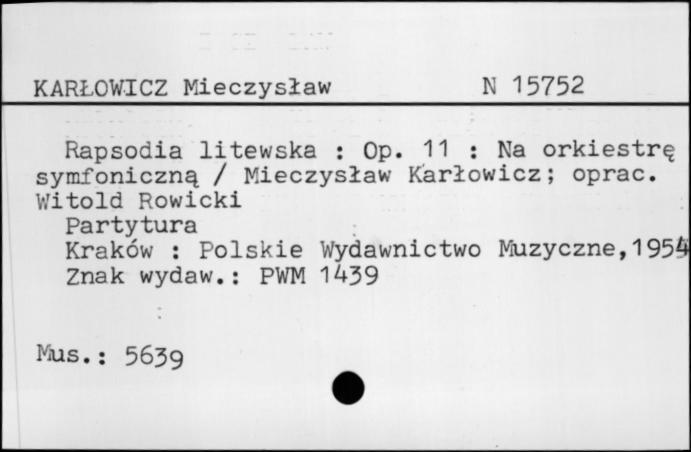 KARŁOWICZ Mieczysław N 15752
Rapsodia litewska : Op. 11 : Na orkiestrę
symfoniczną / Mieczysław Karłowicz; oprac.
Witold Rowicki
Partytura
Kraków : Polskie Wydawnictwo Muzyczne,1954
Znak wydaw.: PWM 1439
Mus.: 5639